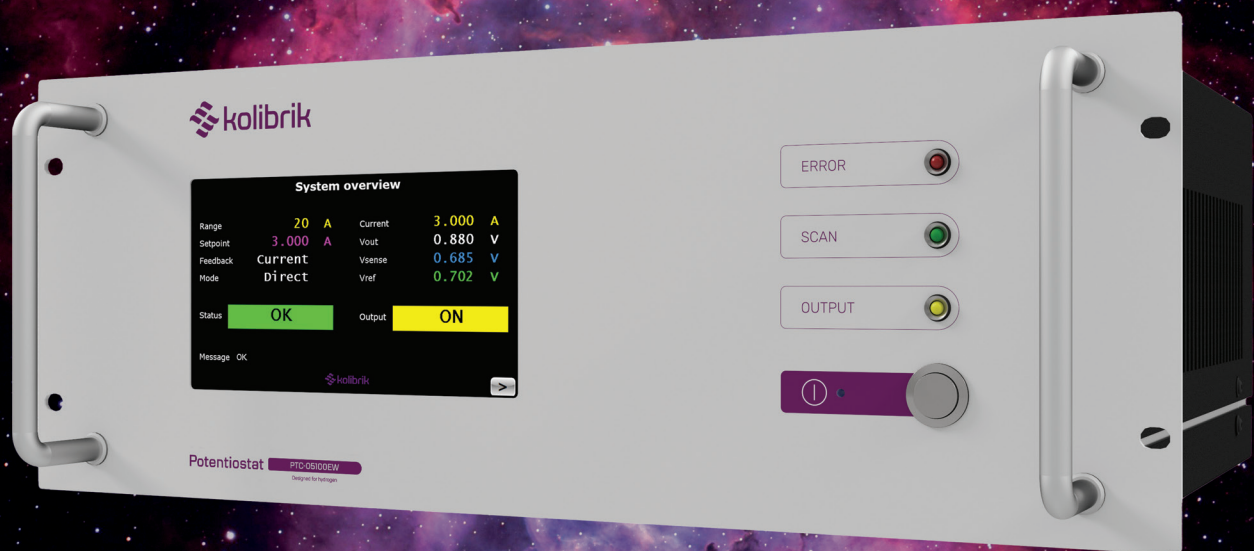 kolibrik
System overview
Range 20 A Current 3.000 A
Setpoint 3.000 A Vout 0.880 V
Feedback Current Vsense 0.685 V
Mode Direct Vref 0.702 V
Status OK Output ON
Message OK
kolibrik
>
ERROR
SCAN
OUTPUT
Potentiostat PTC-05100EW
Designed for hydrogen